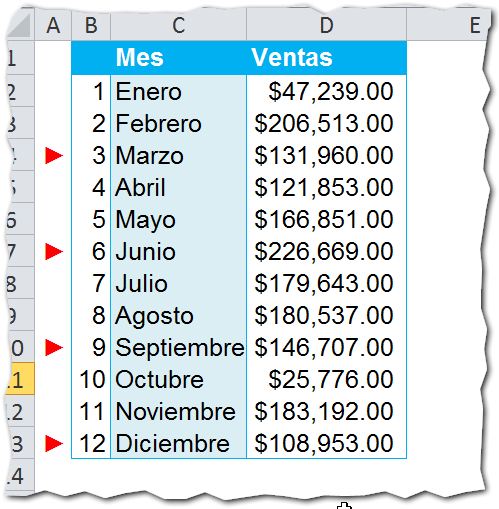 A B C D E
1 Mes Ventas
2 1 Enero $47,239.00
3 2 Febrero $206,513.00
4 3 Marzo $131,960.00
5 4 Abril $121,853.00
6 5 Mayo $166,851.00
7 6 Junio $226,669.00
8 7 Julio $179,643.00
9 8 Agosto $180,537.00
10 9 Septiembre $146,707.00
11 10 Octubre $25,776.00
12 11 Noviembre $183,192.00
13 12 Diciembre $108,953.00
14